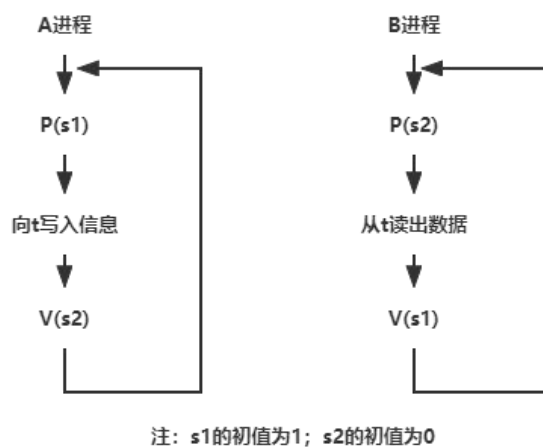 A进程
B进程
P(s1)
P(s2)
向t写入信息
从t读出数据
V(s2)
V(s1)
注：s1的初值为1；s2的初值为0